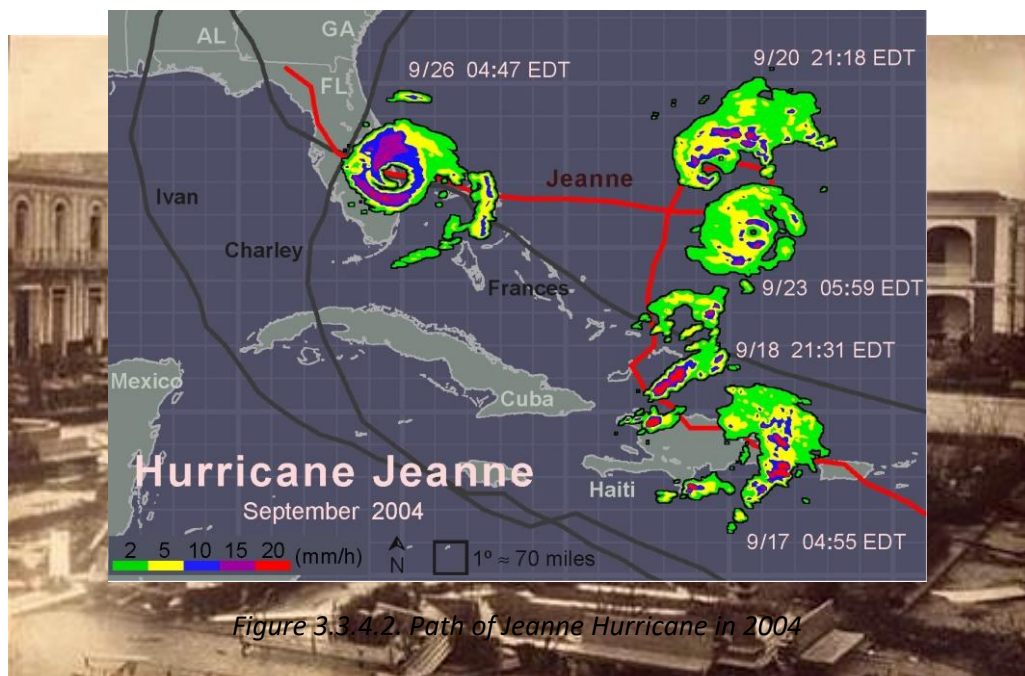 AL
GA
FL
9/26 04:47 EDT
9/20 21:18 EDT
Jeanne
Ivan
Charley
Frances
9/23 05:59 EDT
9/18 21:31 EDT
Mexico
Cuba
Hurricane Jeanne
September 2004
Haiti
9/17 04:55 EDT
2 5 10 15 20 (mm/h)
N
1º ≈ 70 miles
Figure 3.3.4.2. Path of Jeanne Hurricane in 2004